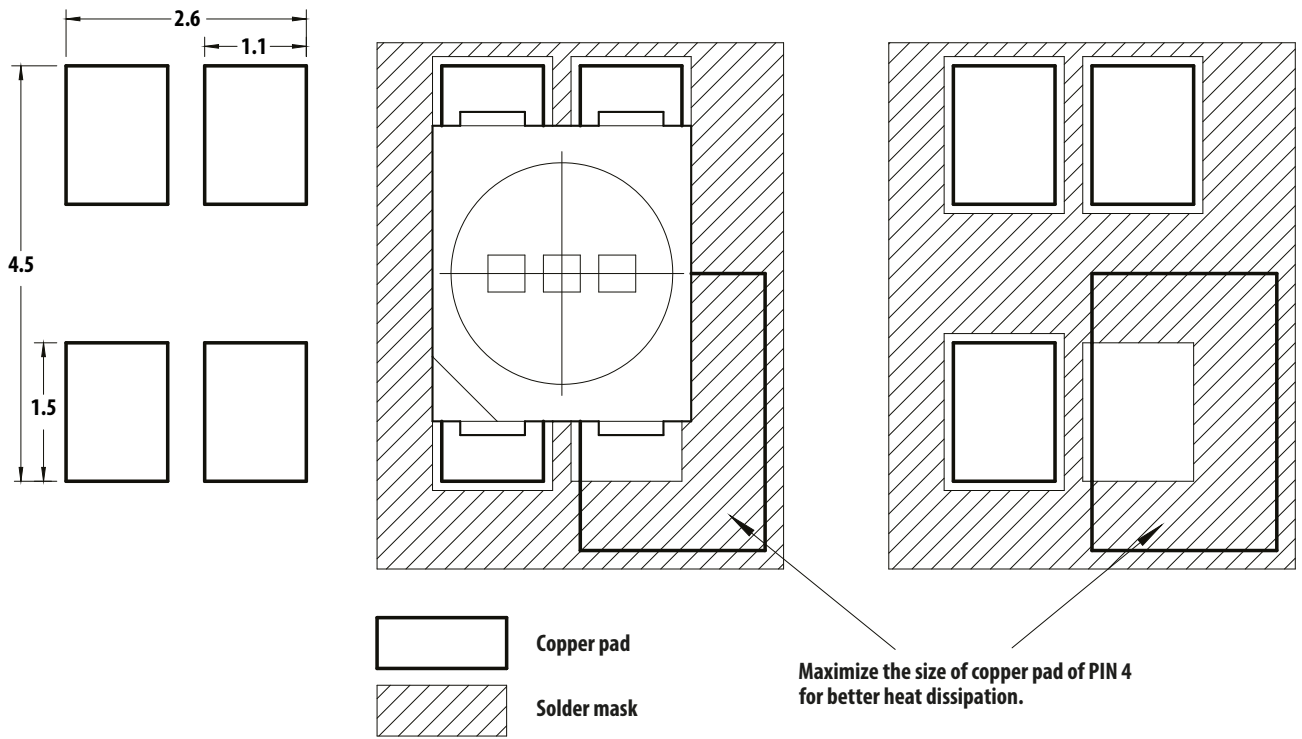 2.6
1.1
4.5
1.5
Copper pad
Solder mask
Maximize the size of copper pad of PIN 4
for better heat dissipation.